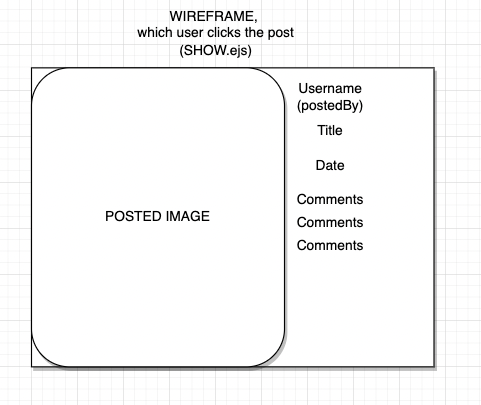 WIREFRAME,
which user clicks the post
(SHOW.ejs)
Username
(postedBy)
Title
Date
Comments
POSTED IMAGE
Comments
Comments